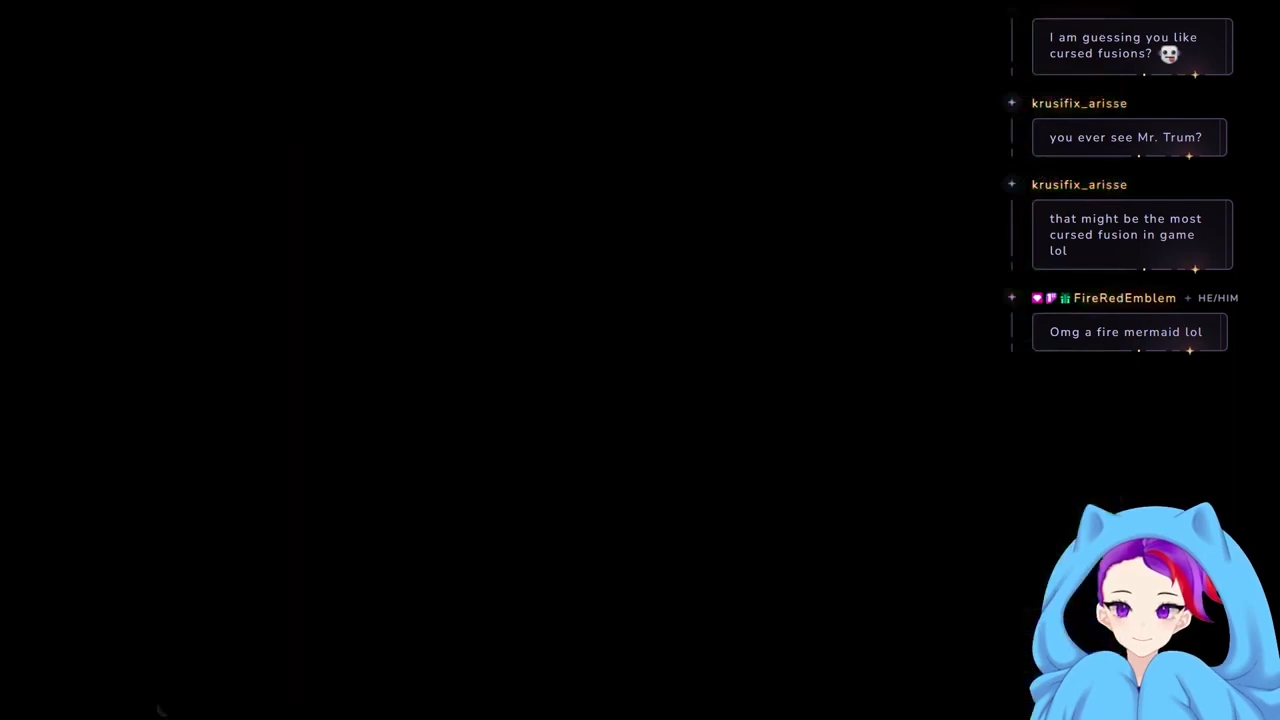 I am guessing you like
cursed fusions?
krusifix_arisse
you ever see Mr. Trum?
krusifix_arisse
that might be the most
cursed fusion in game
lol
FireRedEmblem HE/HIM
Omg a fire mermaid lol